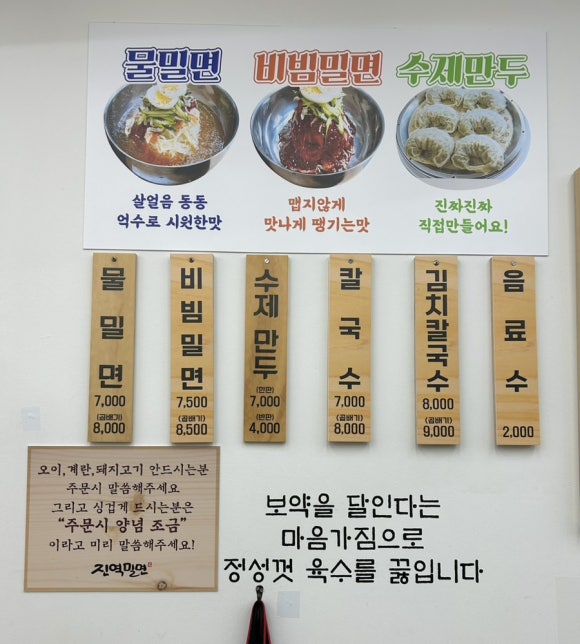 물밀면
비빔밀면
수제만두
살얼음 동동
억수로 시원한맛
맵지않게
맛나게 땡기는맛
진짜진짜
직접만들어요!
물밀면
7,000
(곱배기)
8,000
비빔밀면
7,500
(곱배기)
8,500
수제만두
(한판)
7,000
(반판)
4,000
칼국수
7,000
(곱배기)
8,000
김치칼국수
8,000
(곱배기)
9,000
음료수
2,000
오이,계란,돼지고기 안드시는분
주문시 말씀해주세요
그리고 싱겁게 드시는분은
"주문시 양념 조금"
이라고 미리 말씀해주세요!
진역밀면
보약을 달인다는
마음가짐으로
정성껏 육수를 끓입니다